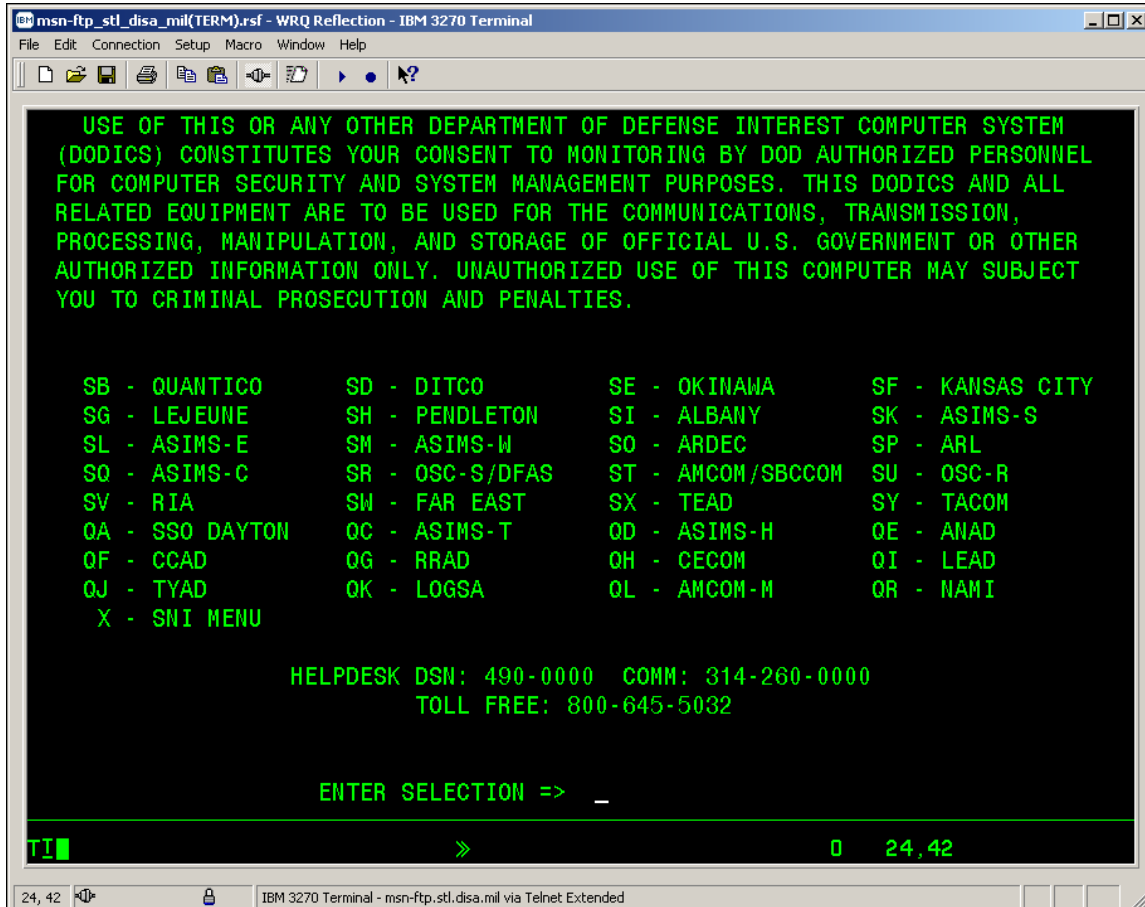 msn-ftp_stl_disa_mil(TERM).rsf - WRQ Reflection - IBM 3270 Terminal
File Edit Connection Setup Macro Window Help
USE OF THIS OR ANY OTHER DEPARTMENT OF DEFENSE INTEREST COMPUTER SYSTEM
(DODICS) CONSTITUTES YOUR CONSENT TO MONITORING BY DOD AUTHORIZED PERSONNEL
FOR COMPUTER SECURITY AND SYSTEM MANAGEMENT PURPOSES. THIS DODICS AND ALL
RELATED EQUIPMENT ARE TO BE USED FOR THE COMMUNICATIONS, TRANSMISSION,
PROCESSING, MANIPULATION, AND STORAGE OF OFFICIAL U.S. GOVERNMENT OR OTHER
AUTHORIZED INFORMATION ONLY. UNAUTHORIZED USE OF THIS COMPUTER MAY SUBJECT
YOU TO CRIMINAL PROSECUTION AND PENALTIES.
SB - QUANTICO SD - DITCO SE - OKINAWA SF - KANSAS CITY
SG - LEJEUNE SH - PENDLETON SI - ALBANY SK - ASIMS-S
SL - ASIMS-E SM - ASIMS-W SO - ARDEC SP - ARL
SQ - ASIMS-C SR - OSC-S/DFAS ST - AMCOM/SBCCOM SU - OSC-R
SV - RIA SW - FAR EAST SX - TEAD SY - TACOM
QA - SSO DAYTON QC - ASIMS-T QD - ASIMS-H QE - ANAD
QF - CCAD QG - RRAD QH - CECOM QI - LEAD
QJ - TYAD QK - LOGSA QL - AMCOM-M QR - NAMI
X - SNI MENU
HELPDESK DSN: 490-0000 COMM: 314-260-0000
TOLL FREE: 800-645-5032
ENTER SELECTION => _
TI » 0 24,42
24, 42 IBM 3270 Terminal - msn-ftp.stl.disa.mil via Telnet Extended